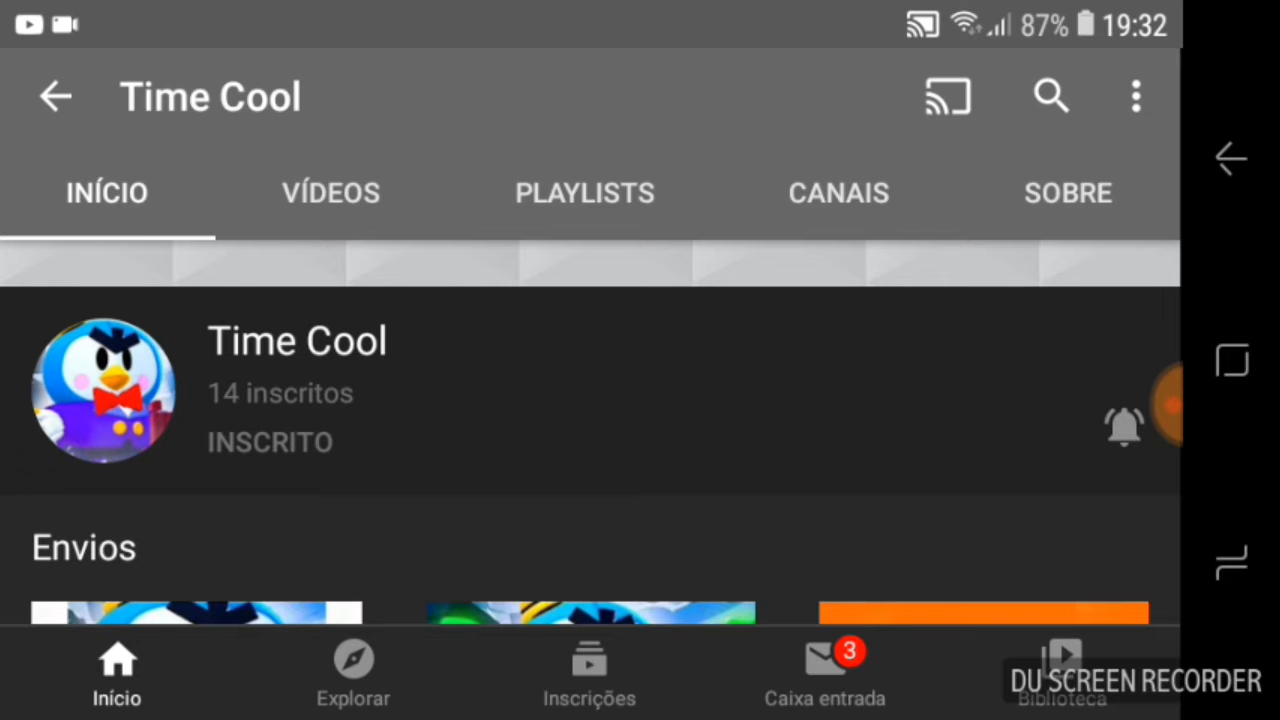 87% 19:32
Time Cool
INÍCIO VÍDEOS PLAYLISTS CANAIS SOBRE
Time Cool
14 inscritos
INSCRITO
Envios
3
Início Explorar Inscrições Caixa entrada Biblioteca
DU SCREEN RECORDER